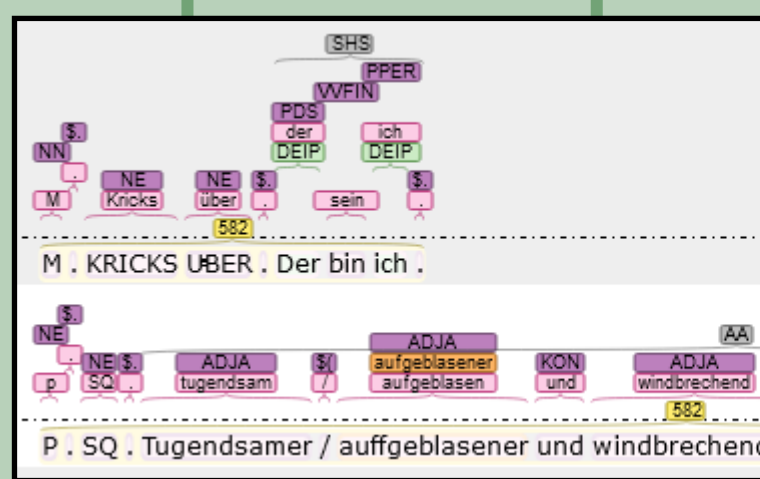 SHS
PPER
VVFIN
PDS
$. der ich
NN DEIP DEIP
. NE NE $. $.
M Kricks über . sein .
582
M . KRICKS UBER . Der bin ich .
$.
NE ADJA AA
. NE $. ADJA $( aufgeblasener KON ADJA
p SQ . tugendsam / aufgeblasen und windbrechend
582
P . SQ . Tugendsamer / auffgeblasener und windbrechend